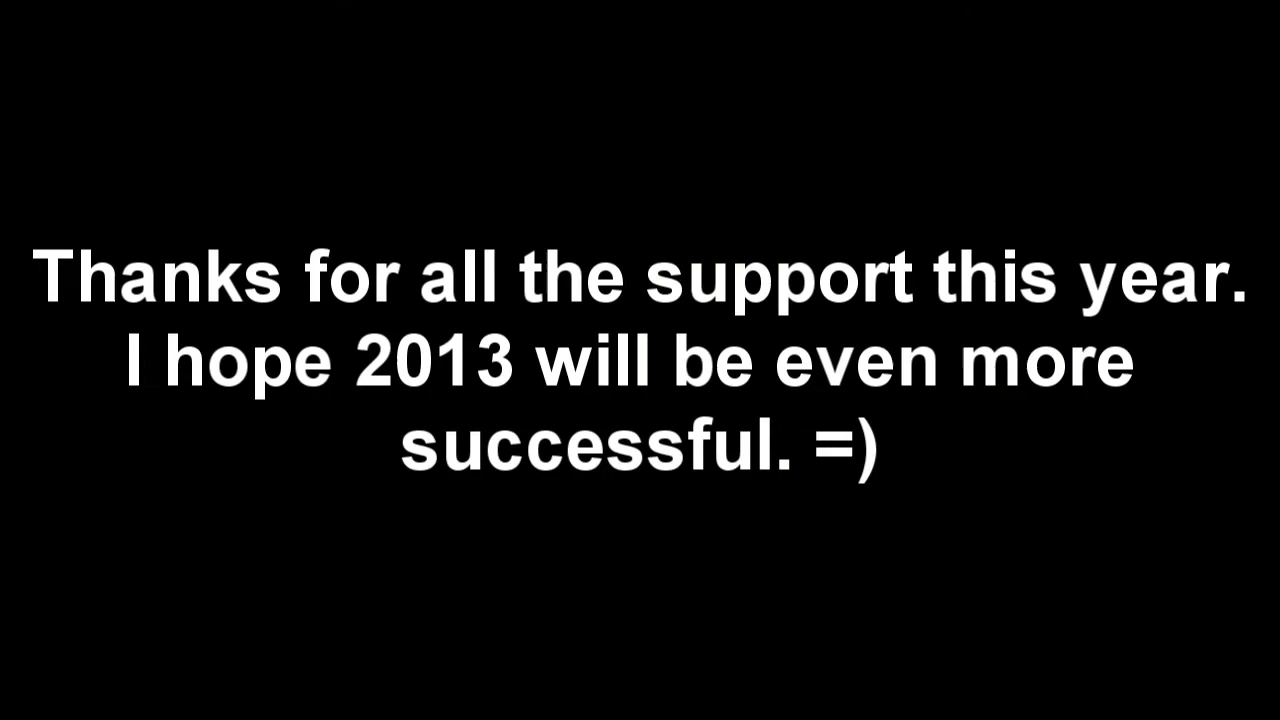 Thanks for all the support this year.
I hope 2013 will be even more
successful. =)